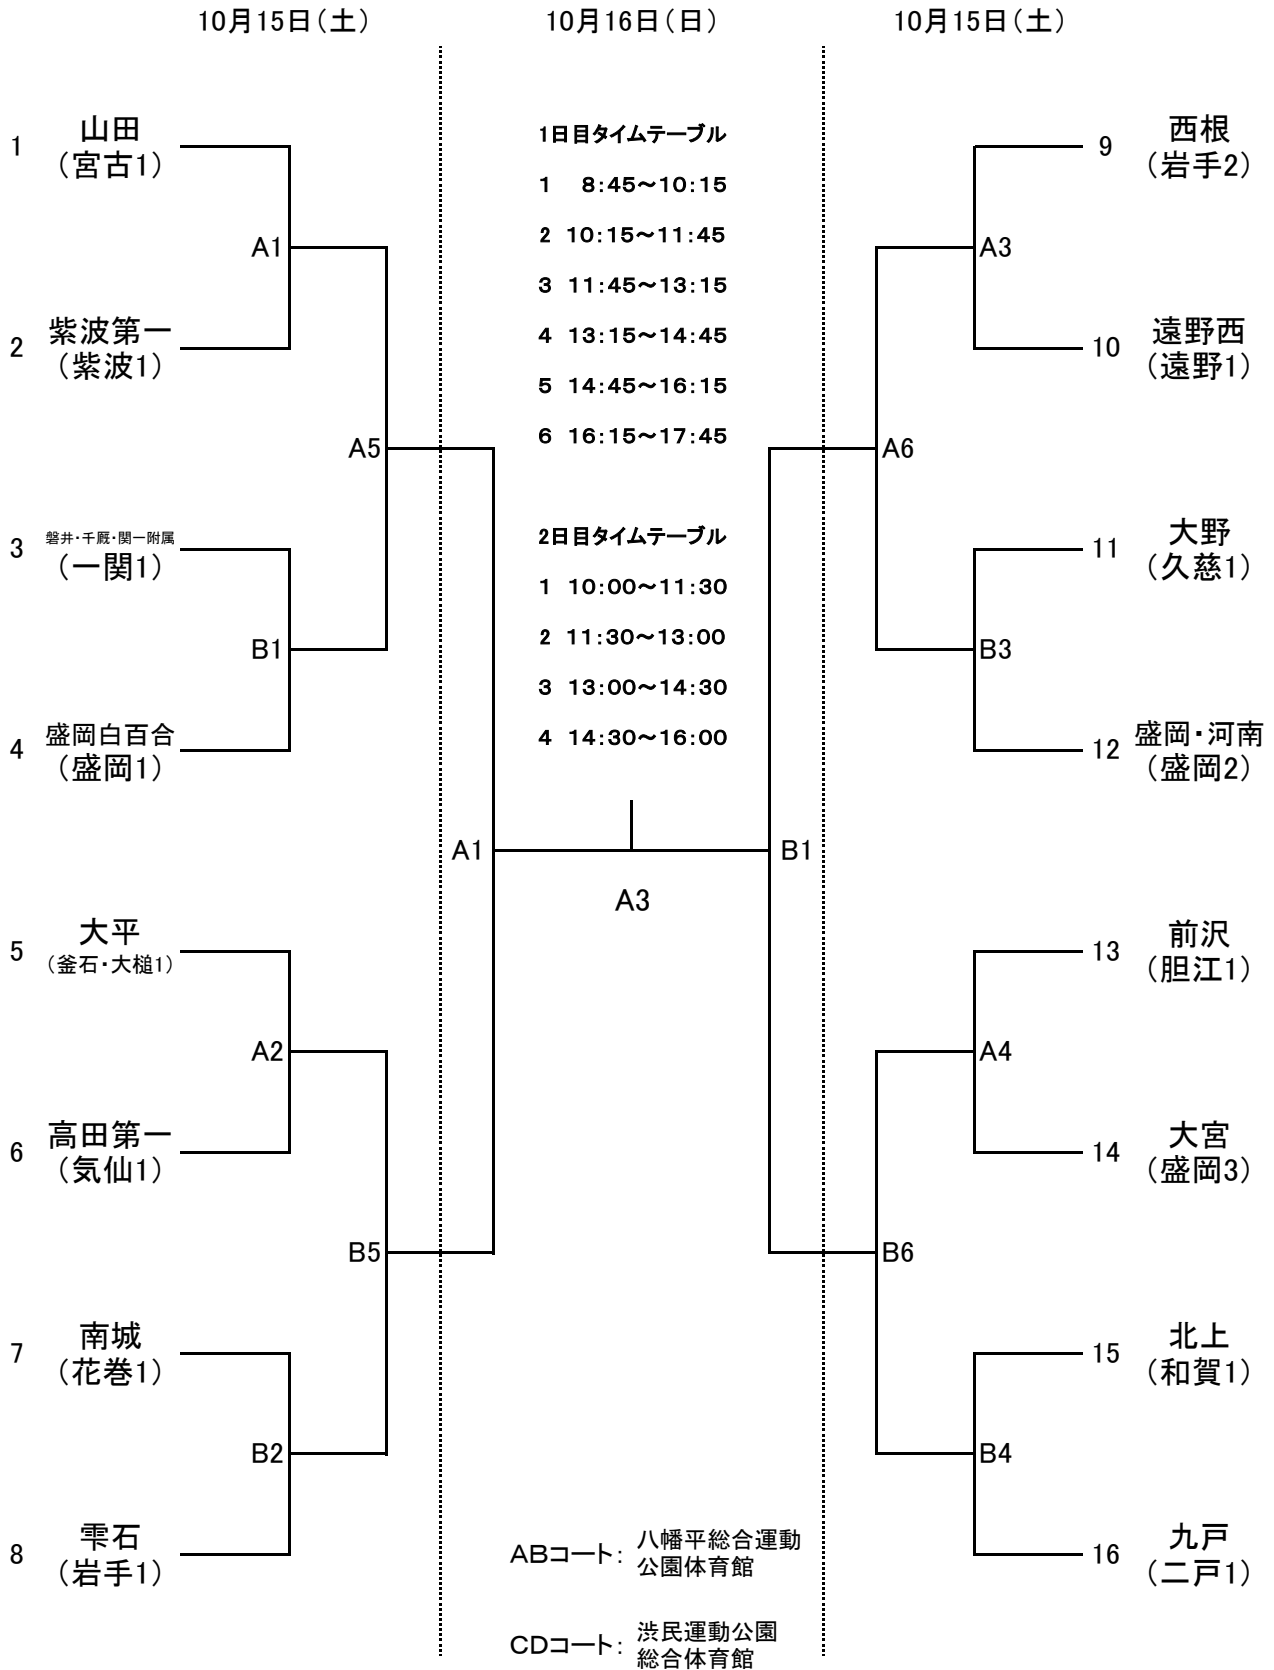 10月15日（土）
10月16日（日）
10月15日（土）
1 山田
（宮古1）
2 紫波第一
（紫波1）
3 磐井・千厩・関一附属
（一関1）
4 盛岡白百合
（盛岡1）
5 大平
（釜石・大槌1）
6 高田第一
（気仙1）
7 南城
（花巻1）
8 雫石
（岩手1）
A1
B1
A2
B2
A5
B5
1日目タイムテーブル
1 8:45～10:15
2 10:15～11:45
3 11:45～13:15
4 13:15～14:45
5 14:45～16:15
6 16:15～17:45
2日目タイムテーブル
1 10:00～11:30
2 11:30～13:00
3 13:00～14:30
4 14:30～16:00
A1
B1
A3
ABコート： 八幡平総合運動
公園体育館
CDコート： 渋民運動公園
総合体育館
A6
B6
A3
B3
A4
B4
9 西根
（岩手2）
10 遠野西
（遠野1）
11 大野
（久慈1）
12 盛岡・河南
（盛岡2）
13 前沢
（胆江1）
14 大宮
（盛岡3）
15 北上
（和賀1）
16 九戸
（二戸1）